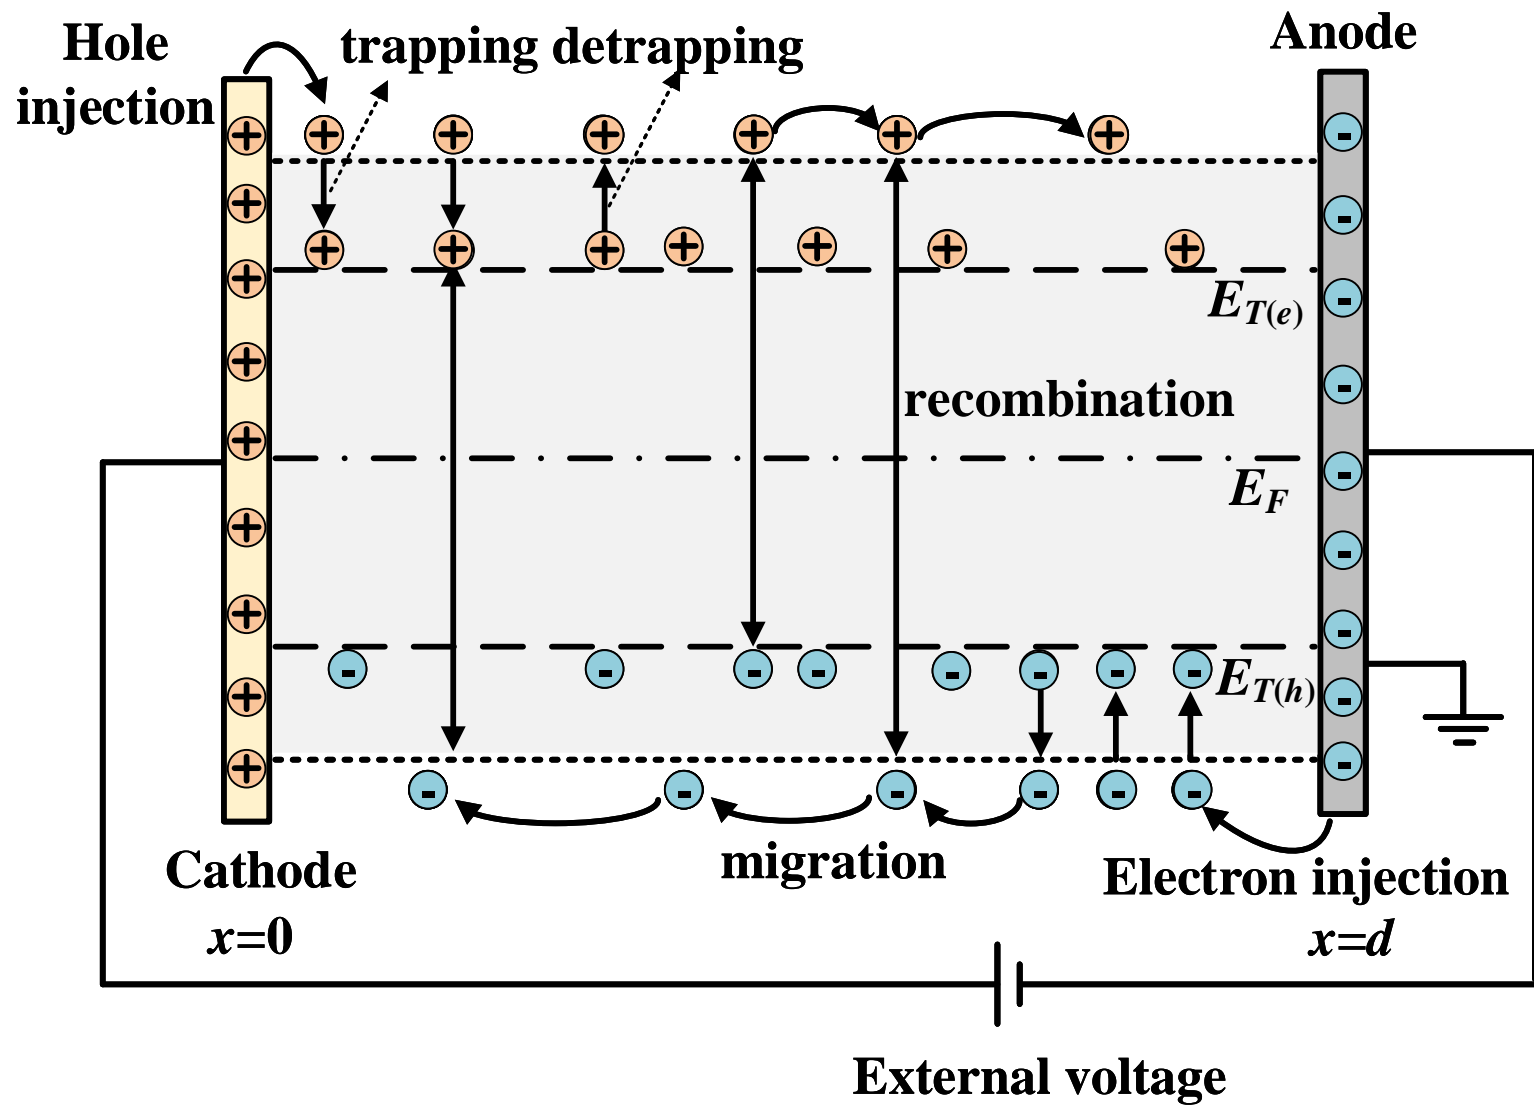 Hole
injection
trapping detrapping
Anode
E_T(e)
recombination
E_F
E_T(h)
migration
Cathode
x=0
Electron injection
x=d
External voltage